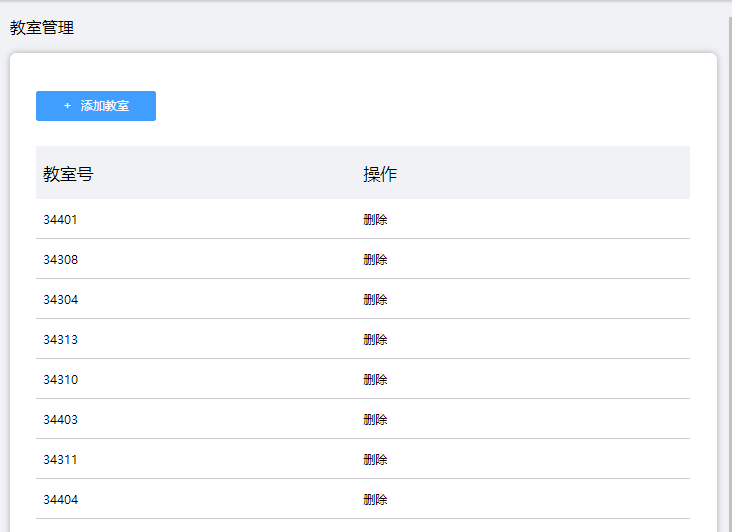 教室管理
+ 添加教室
教室号 操作
34401 删除
34308 删除
34304 删除
34313 删除
34310 删除
34403 删除
34311 删除
34404 删除